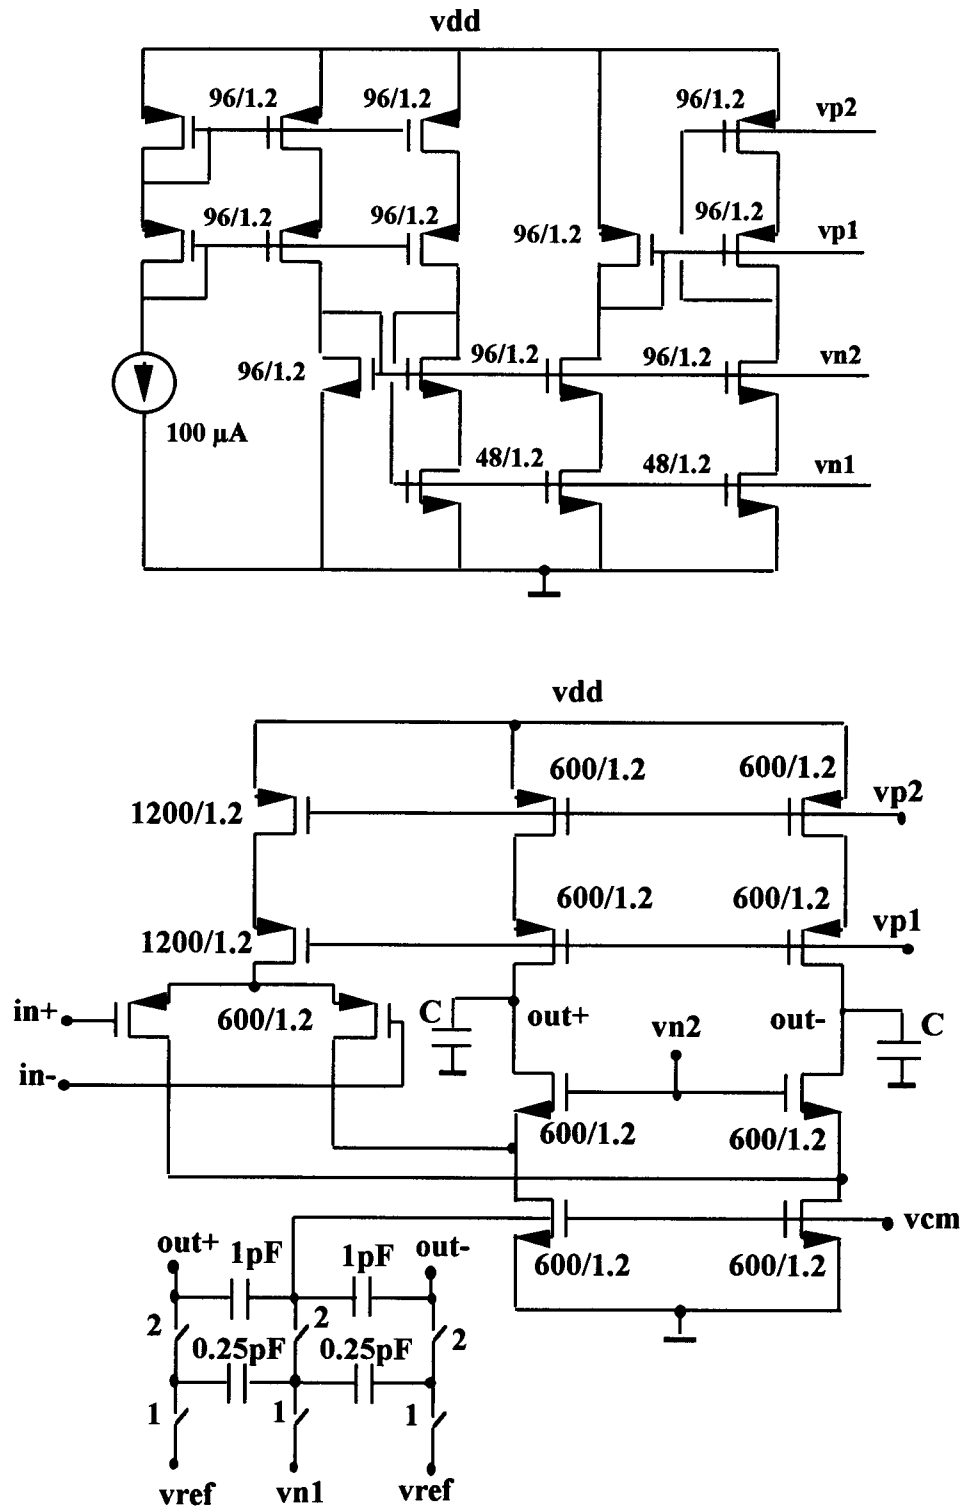 vdd
96/1.2 96/1.2 96/1.2 vp2
96/1.2 96/1.2 96/1.2 96/1.2 vp1
96/1.2 96/1.2 96/1.2 vn2
100 μA 48/1.2 48/1.2 vn1
vdd
600/1.2 600/1.2
1200/1.2 vp2
600/1.2 600/1.2
1200/1.2 vp1
in+ 600/1.2 C out+ vn2 out- C
in-
600/1.2 600/1.2
vcm
out+ 1pF 1pF out- 600/1.2 600/1.2
2 2 2
0.25pF 0.25pF
1 1 1
vref vn1 vref